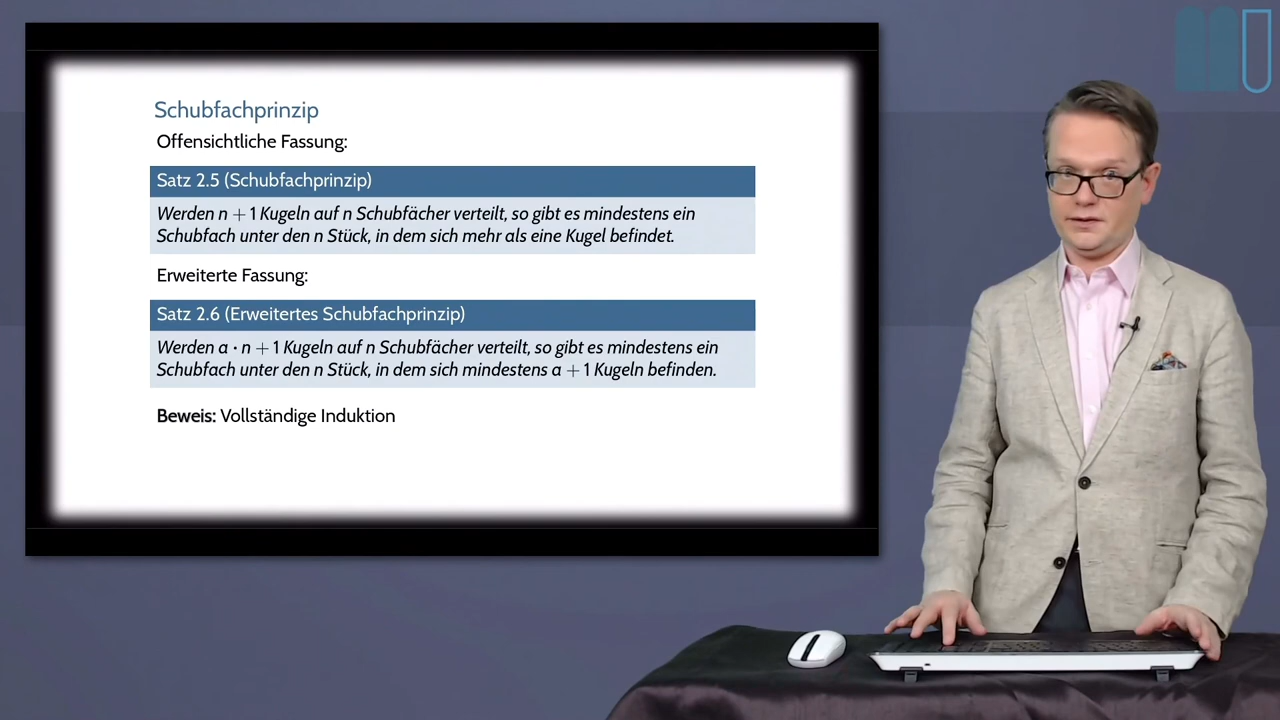 Schubfachprinzip
Offensichtliche Fassung:
Satz 2.5 (Schubfachprinzip)
Werden n + 1 Kugeln auf n Schubfächer verteilt, so gibt es mindestens ein
Schubfach unter den n Stück, in dem sich mehr als eine Kugel befindet.
Erweiterte Fassung:
Satz 2.6 (Erweitertes Schubfachprinzip)
Werden a · n + 1 Kugeln auf n Schubfächer verteilt, so gibt es mindestens ein
Schubfach unter den n Stück, in dem sich mindestens a + 1 Kugeln befinden.
Beweis: Vollständige Induktion